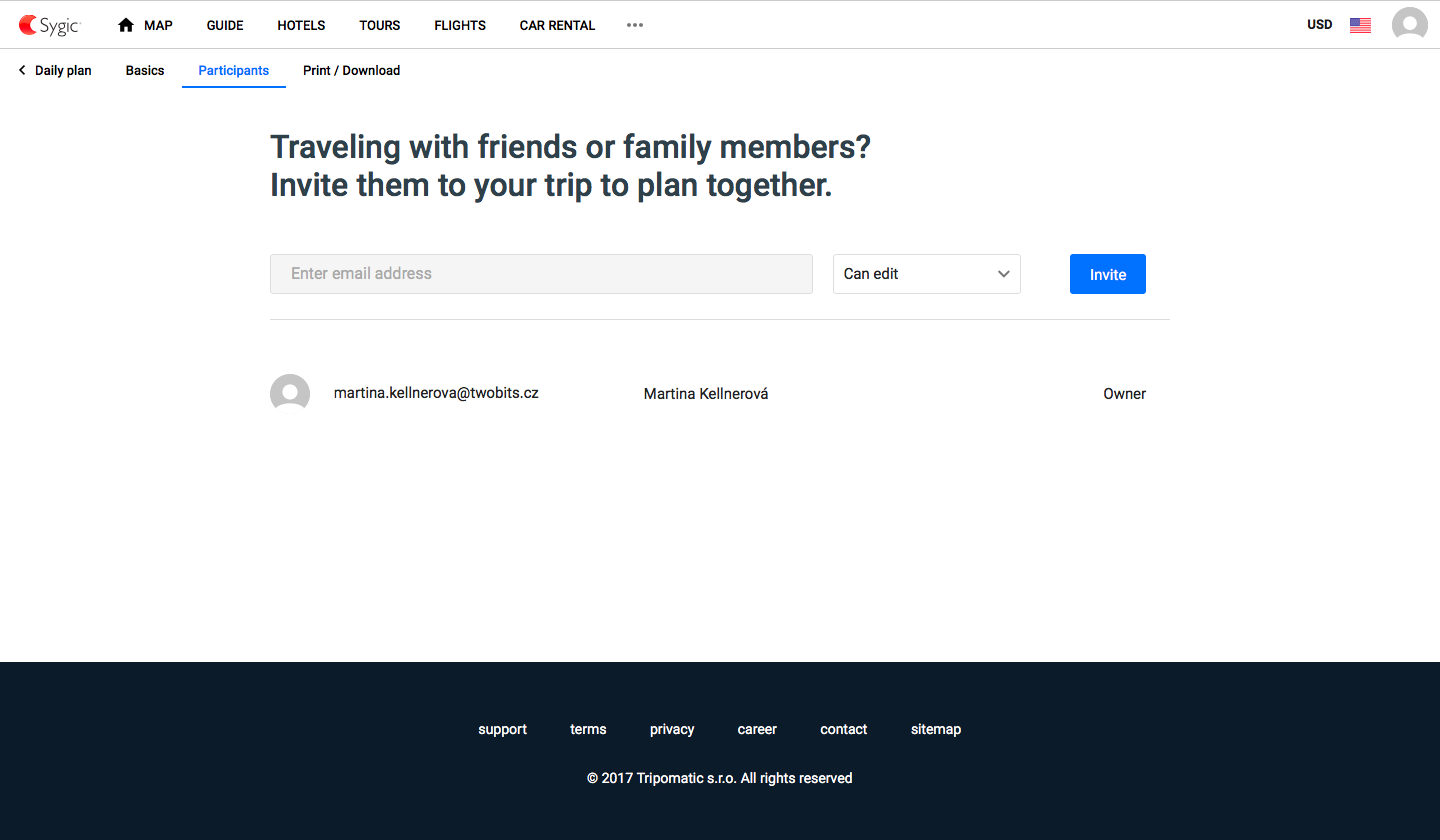 Sygic
MAP GUIDE HOTELS TOURS FLIGHTS CAR RENTAL ••• USD
Daily plan Basics Participants Print / Download
Traveling with friends or family members?
Invite them to your trip to plan together.
Enter email address Can edit Invite
martina.kellnerova@twobits.cz Martina Kellnerová Owner
support terms privacy career contact sitemap
© 2017 Tripomatic s.r.o. All rights reserved